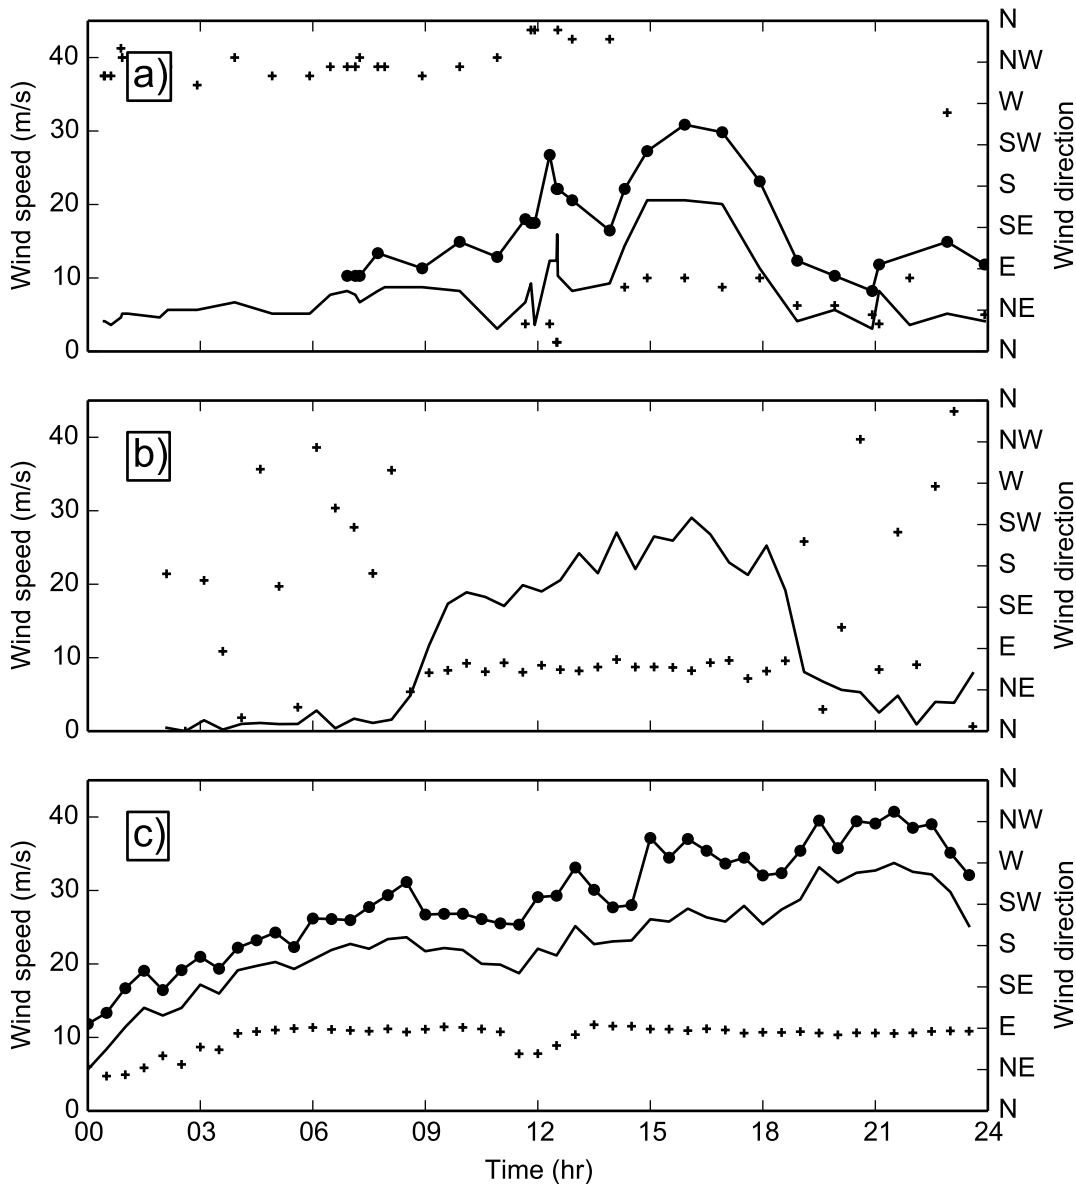 N
40
NW
a)
W
30
SW
S
20
SE
E
10
NE
0
N
Wind speed (m/s)
Wind direction
N
40
NW
b)
W
30
SW
S
20
SE
E
10
NE
0
N
Wind speed (m/s)
Wind direction
N
40
NW
c)
W
30
SW
S
20
SE
E
10
NE
0
N
Wind speed (m/s)
Wind direction
00 03 06 09 12 15 18 21 24
Time (hr)